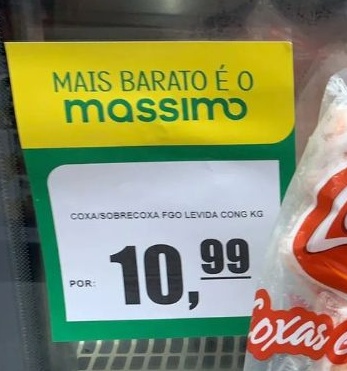 MAIS BARATO É O
massimo
COXA/SOBRECOXA FGO LEVIDA CONG KG
POR: 10,99
Coxas